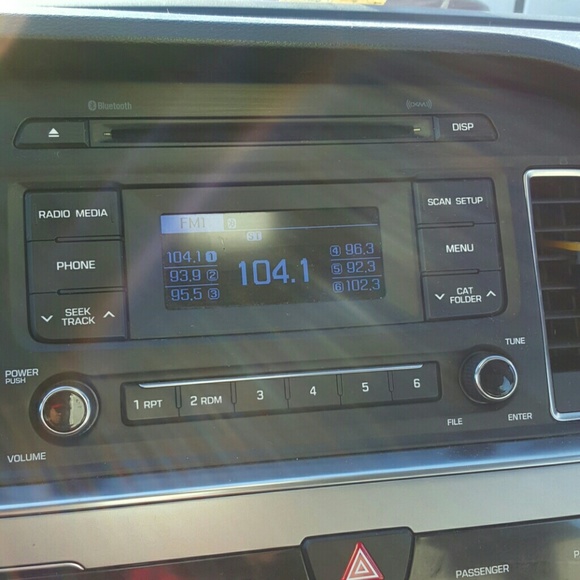 Bluetooth
DISP
RADIO MEDIA
PHONE
SEEK
TRACK
FM1
ST
104.1 1
93.9 2
95.5 3
104.1
4 96.3
5 92.3
6 102.3
SCAN SETUP
MENU
CAT
FOLDER
POWER
PUSH
VOLUME
1 RPT
2 RDM
3
4
5
6
TUNE
FILE
ENTER
PASSENGER